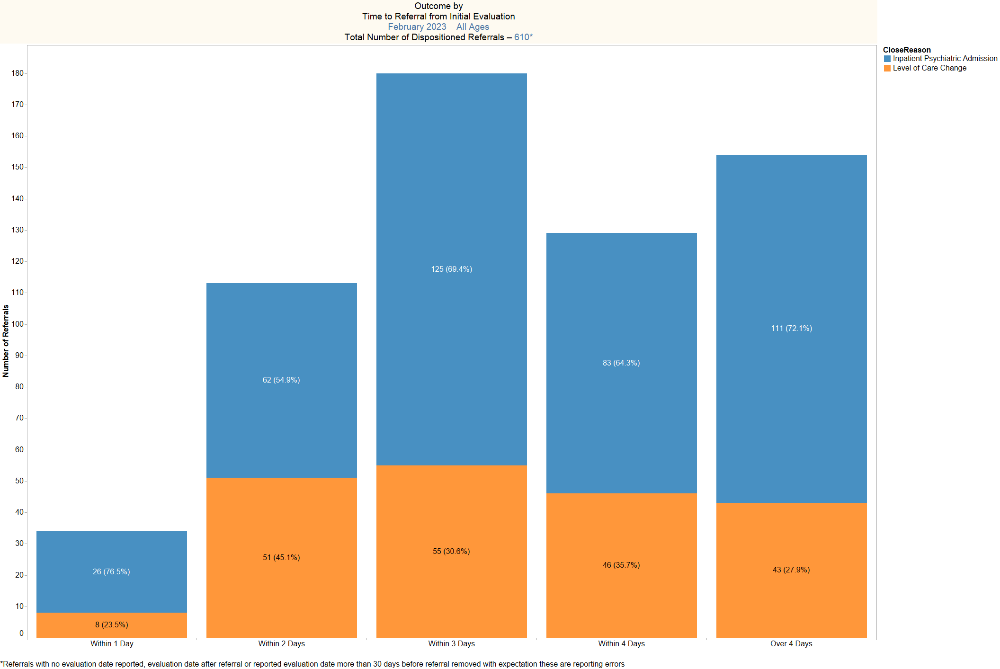 Outcome by
Time to Referral from Initial Evaluation
February 2023 All Ages
Total Number of Dispositioned Referrals – 610*
CloseReason
Inpatient Psychiatric Admission
Level of Care Change
Number of Referrals
180
170
160
150
140
130
120
110
100
90
80
70
60
50
40
30
20
10
0
26 (76.5%)
8 (23.5%)
62 (54.9%)
51 (45.1%)
125 (69.4%)
55 (30.6%)
83 (64.3%)
46 (35.7%)
111 (72.1%)
43 (27.9%)
Within 1 Day
Within 2 Days
Within 3 Days
Within 4 Days
Over 4 Days
*Referrals with no evaluation date reported, evaluation date after referral or reported evaluation date more than 30 days before referral removed with expectation these are reporting errors